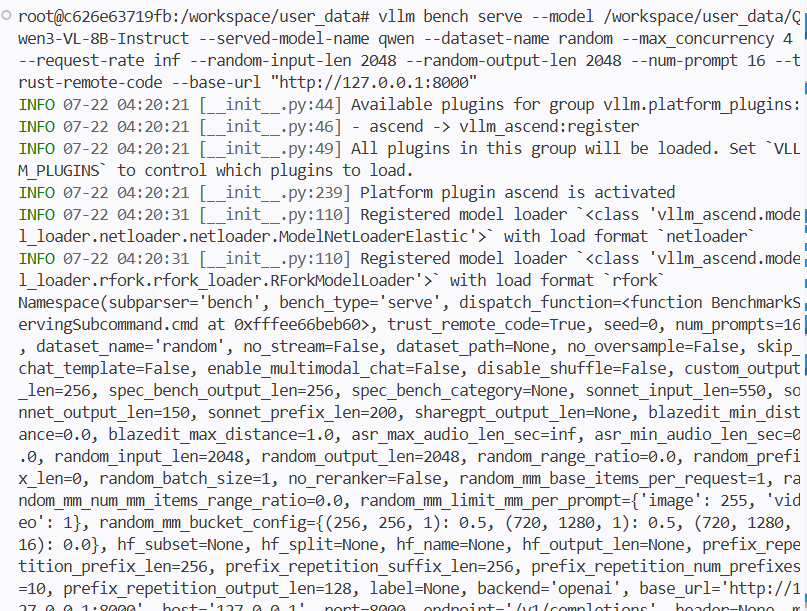 root@c626e63719fb:/workspace/user_data# vllm bench serve --model /workspace/user_data/Q
wen3-VL-8B-Instruct --served-model-name qwen --dataset-name random --max_concurrency 4
--request-rate inf --random-input-len 2048 --random-output-len 2048 --num-prompt 16 --t
rust-remote-code --base-url "http://127.0.0.1:8000"
INFO 07-22 04:20:21 [__init__.py:44] Available plugins for group vllm.platform_plugins:
INFO 07-22 04:20:21 [__init__.py:46] - ascend -> vllm_ascend:register
INFO 07-22 04:20:21 [__init__.py:49] All plugins in this group will be loaded. Set `VLL
M_PLUGINS` to control which plugins to load.
INFO 07-22 04:20:21 [__init__.py:239] Platform plugin ascend is activated
INFO 07-22 04:20:31 [__init__.py:110] Registered model loader `<class 'vllm_ascend.mode
l_loader.netloader.netloader.ModelNetLoaderElastic'>` with load format `netloader`
INFO 07-22 04:20:31 [__init__.py:110] Registered model loader `<class 'vllm_ascend.mode
l_loader.rfork.rfork_loader.RForkModelLoader'>` with load format `rfork`
Namespace(subparser='bench', bench_type='serve', dispatch_function=<function BenchmarkS
ervingSubcommand.cmd at 0xfffee66beb60>, trust_remote_code=True, seed=0, num_prompts=16
, dataset_name='random', no_stream=False, dataset_path=None, no_oversample=False, skip_
chat_template=False, enable_multimodal_chat=False, disable_shuffle=False, custom_output
_len=256, spec_bench_output_len=256, spec_bench_category=None, sonnet_input_len=550, so
nnet_output_len=150, sonnet_prefix_len=200, sharegpt_output_len=None, blazedit_min_dist
ance=0.0, blazedit_max_distance=1.0, asr_max_audio_len_sec=inf, asr_min_audio_len_sec=0
.0, random_input_len=2048, random_output_len=2048, random_range_ratio=0.0, random_prefi
x_len=0, random_batch_size=1, no_reranker=False, random_mm_base_items_per_request=1, ra
ndom_mm_num_mm_items_range_ratio=0.0, random_mm_limit_mm_per_prompt={'image': 255, 'vid
eo': 1}, random_mm_bucket_config={(256, 256, 1): 0.5, (720, 1280, 1): 0.5, (720, 1280,
16): 0.0}, hf_subset=None, hf_split=None, hf_name=None, hf_output_len=None, prefix_repe
tition_prefix_len=256, prefix_repetition_suffix_len=256, prefix_repetition_num_prefixes
=10, prefix_repetition_output_len=128, label=None, backend='openai', base_url='http://1
27.0.0.1:8000', host='127.0.0.1', port=8000, endpoint='/v1/completions', header=None,